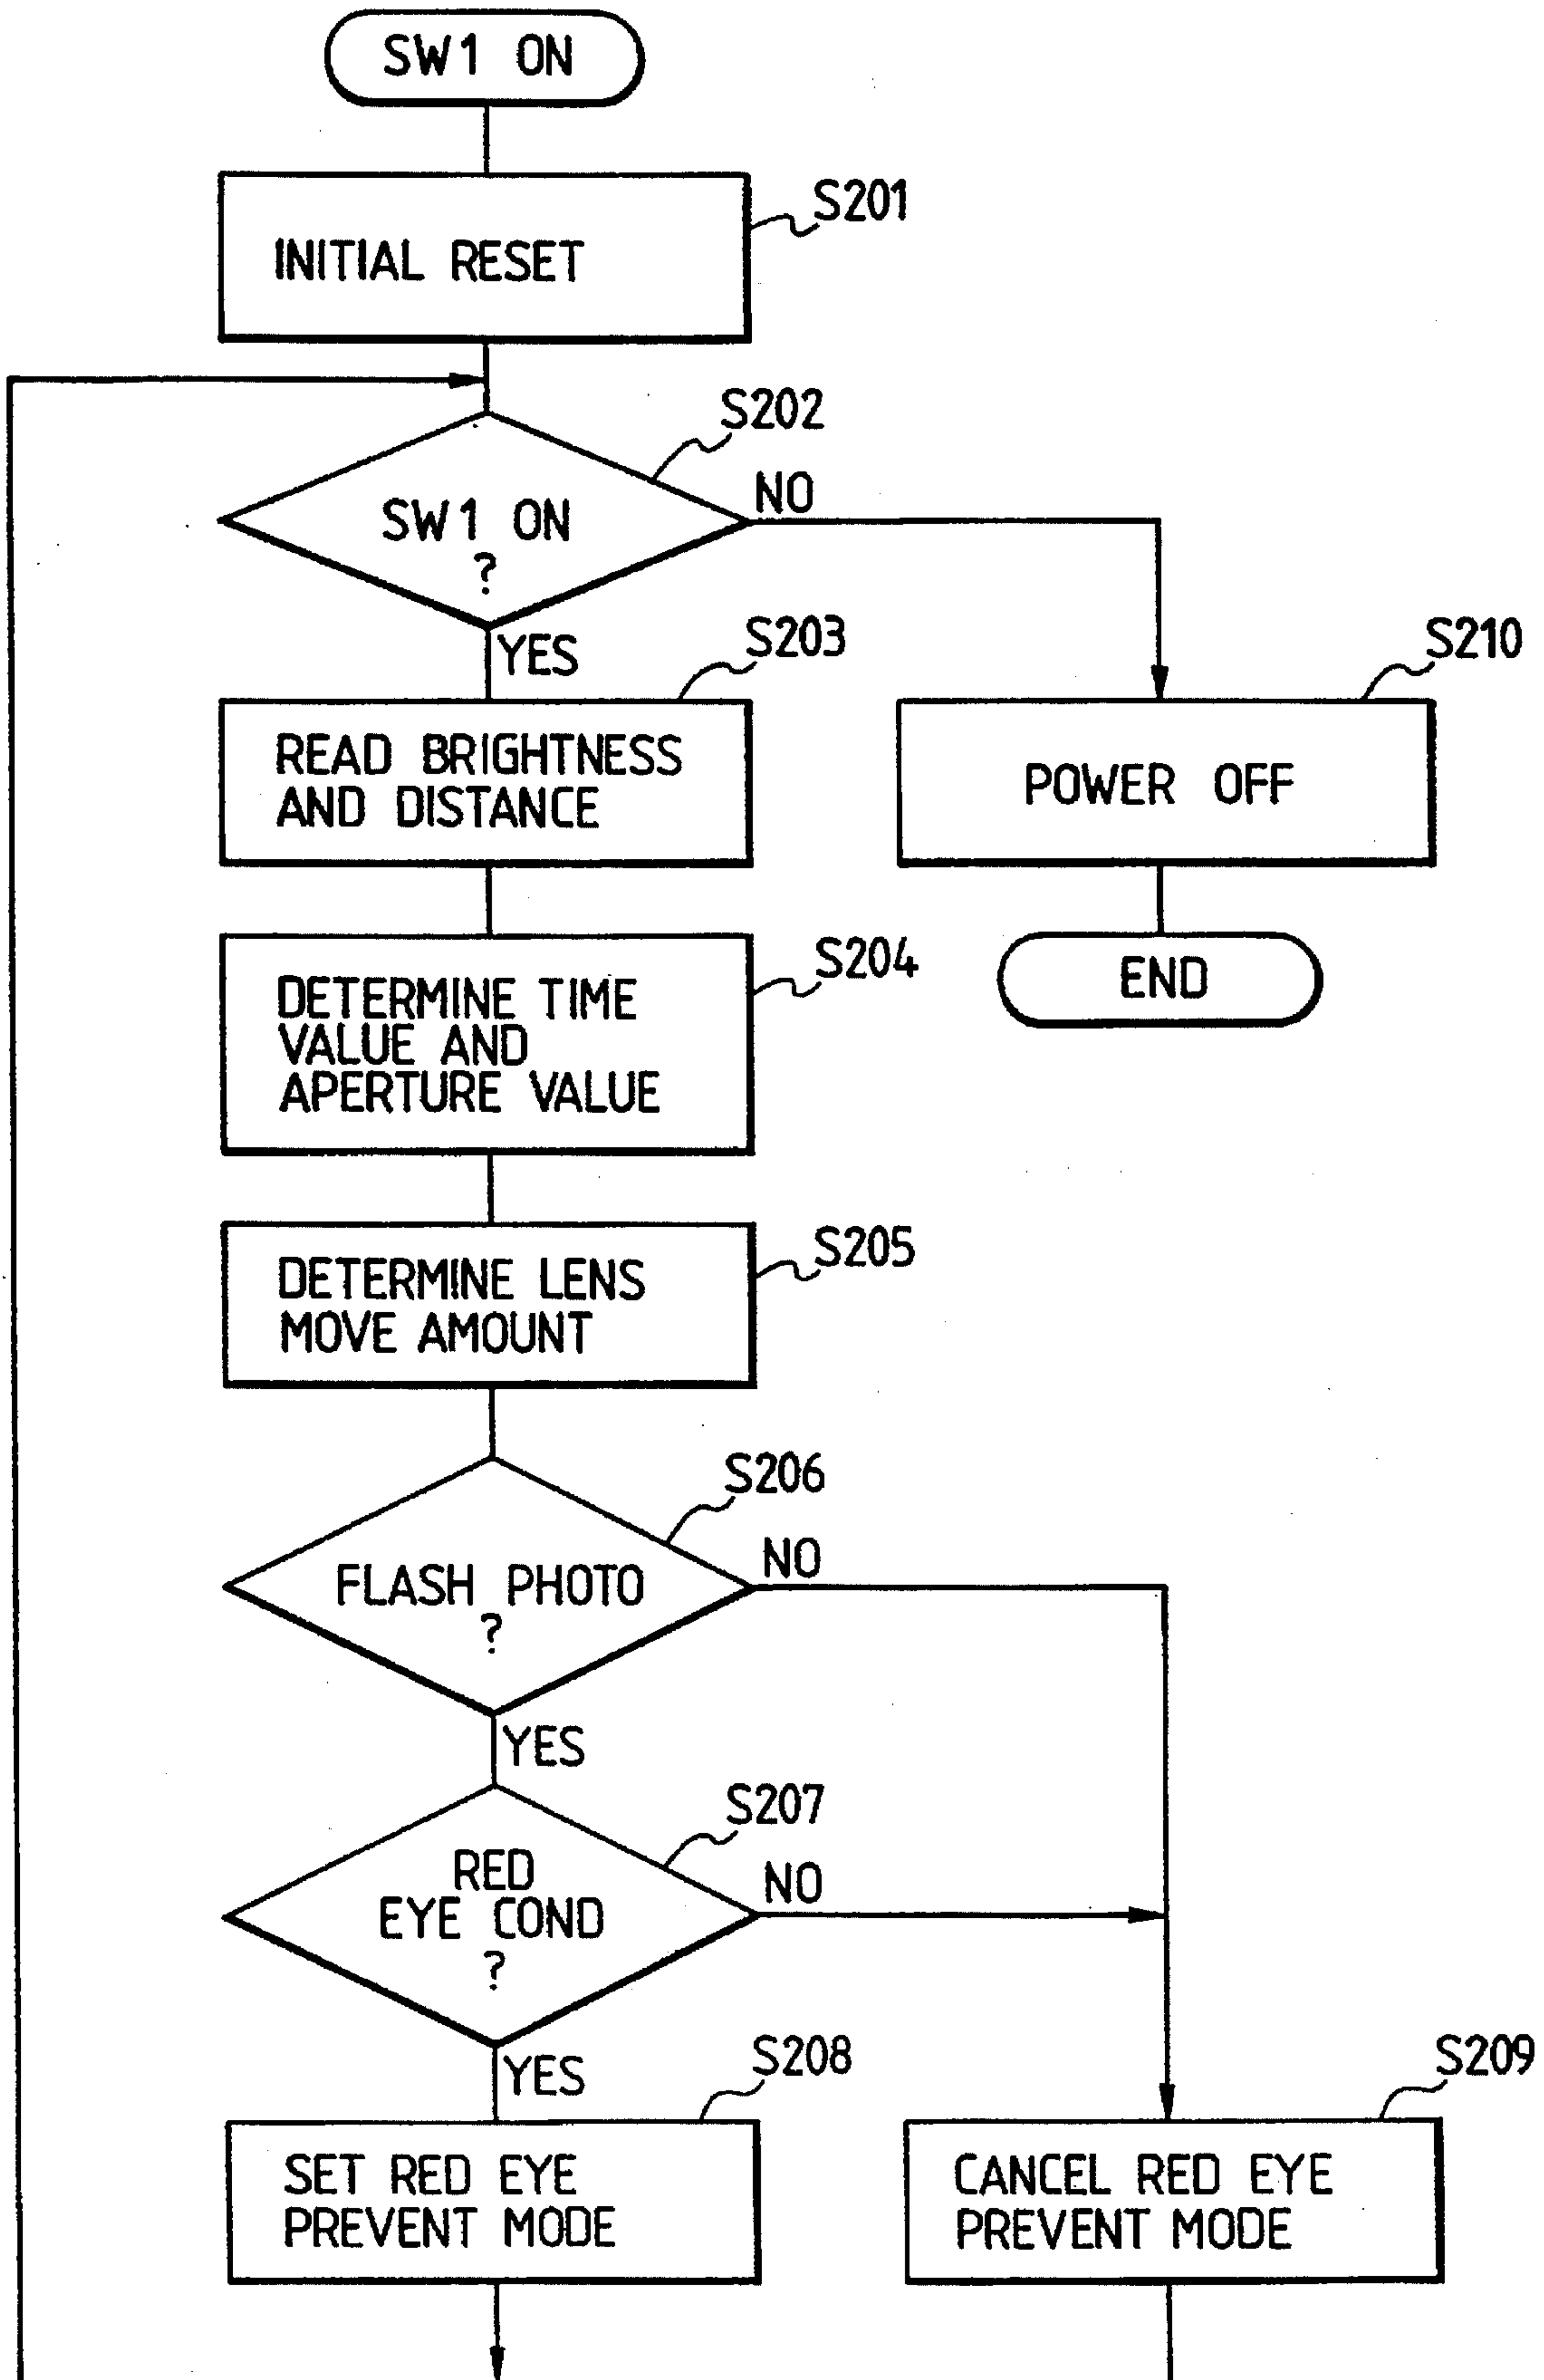 SW1 ON
S201
INITIAL RESET
S202
SW1 ON
?
NO
YES
S203
READ BRIGHTNESS
AND DISTANCE
S210
POWER OFF
END
S204
DETERMINE TIME
VALUE AND
APERTURE VALUE
S205
DETERMINE LENS
MOVE AMOUNT
S206
FLASH PHOTO
?
NO
YES
S207
RED
EYE COND
?
NO
YES
S208
SET RED EYE
PREVENT MODE
S209
CANCEL RED EYE
PREVENT MODE